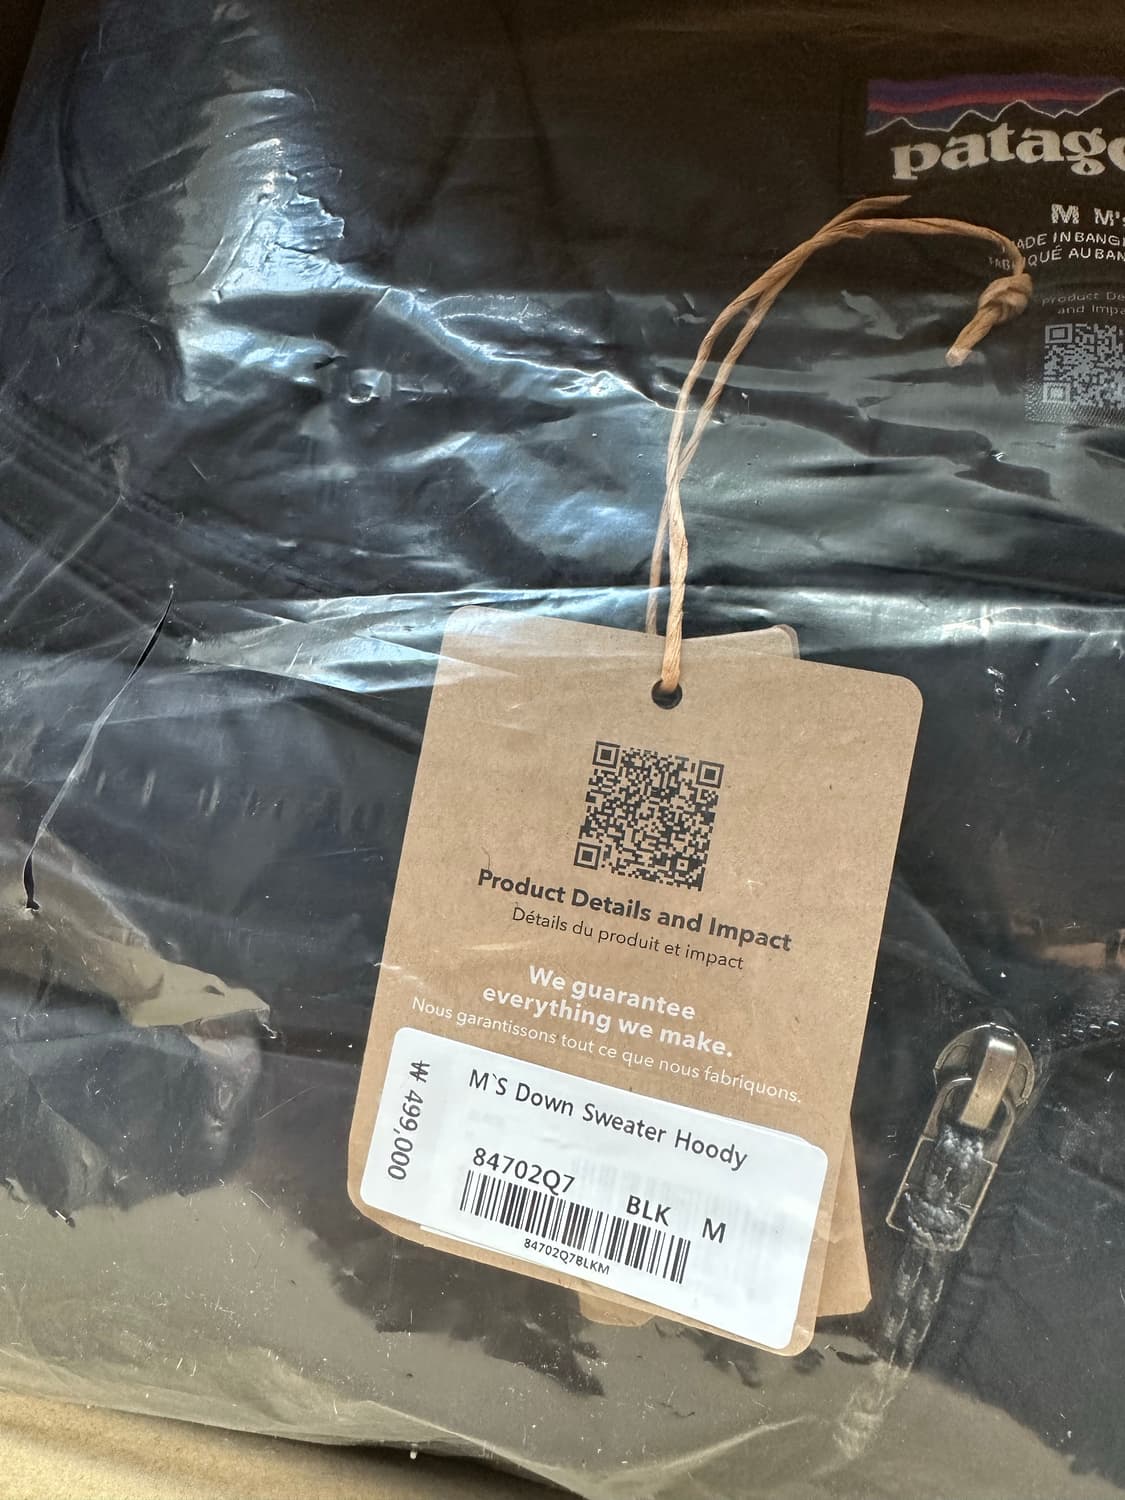 patago
M M's
MADE IN BANG
FABRIQUÉ AU BAN
Product De
and Impa
Product Details and Impact
Détails du produit et impact
We guarantee
everything we make.
Nous garantissons tout ce que nous fabriquons.
₩ 499,000
M`S Down Sweater Hoody
84702Q7 BLK M
84702Q7BLKM